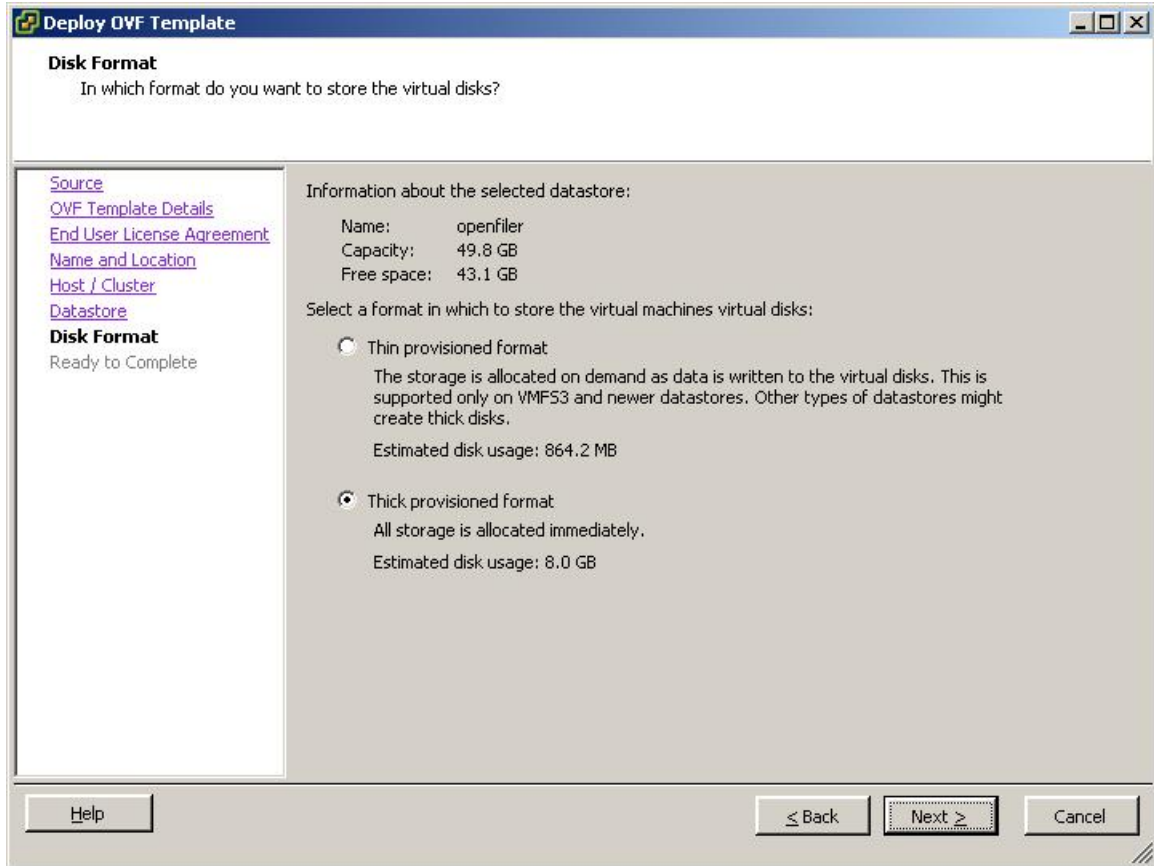 Deploy OVF Template
Disk Format
In which format do you want to store the virtual disks?
Source
OVF Template Details
End User License Agreement
Name and Location
Host / Cluster
Datastore
Disk Format
Ready to Complete
Information about the selected datastore:
Name: openfiler
Capacity: 49.8 GB
Free space: 43.1 GB
Select a format in which to store the virtual machines virtual disks:
Thin provisioned format
The storage is allocated on demand as data is written to the virtual disks. This is
supported only on VMFS3 and newer datastores. Other types of datastores might
create thick disks.
Estimated disk usage: 864.2 MB
Thick provisioned format
All storage is allocated immediately.
Estimated disk usage: 8.0 GB
Help
< Back
Next >
Cancel